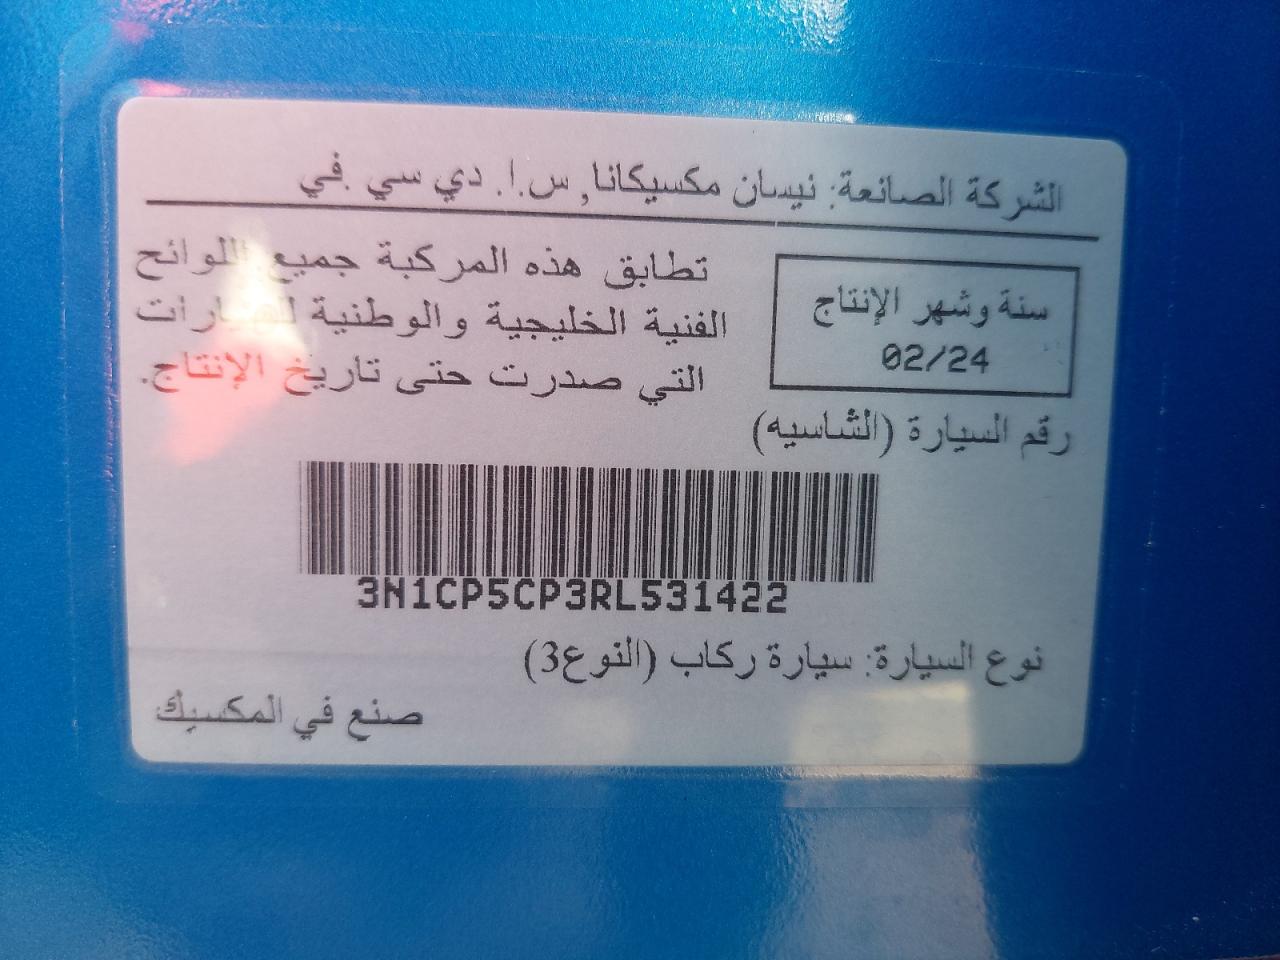 الشركة الصانعة: نيسان مكسيكانا, س.ا. دي سي .في
سنة وشهر الإنتاج
02/24
تطابق هذه المركبة جميع اللوائح
الفنية الخليجية والوطنية للسيارات
التي صدرت حتى تاريخ الإنتاج.
رقم السيارة (الشاسيه)
3N1CP5CP3RL531422
نوع السيارة: سيارة ركاب (النوع3)
صنع في المكسيك